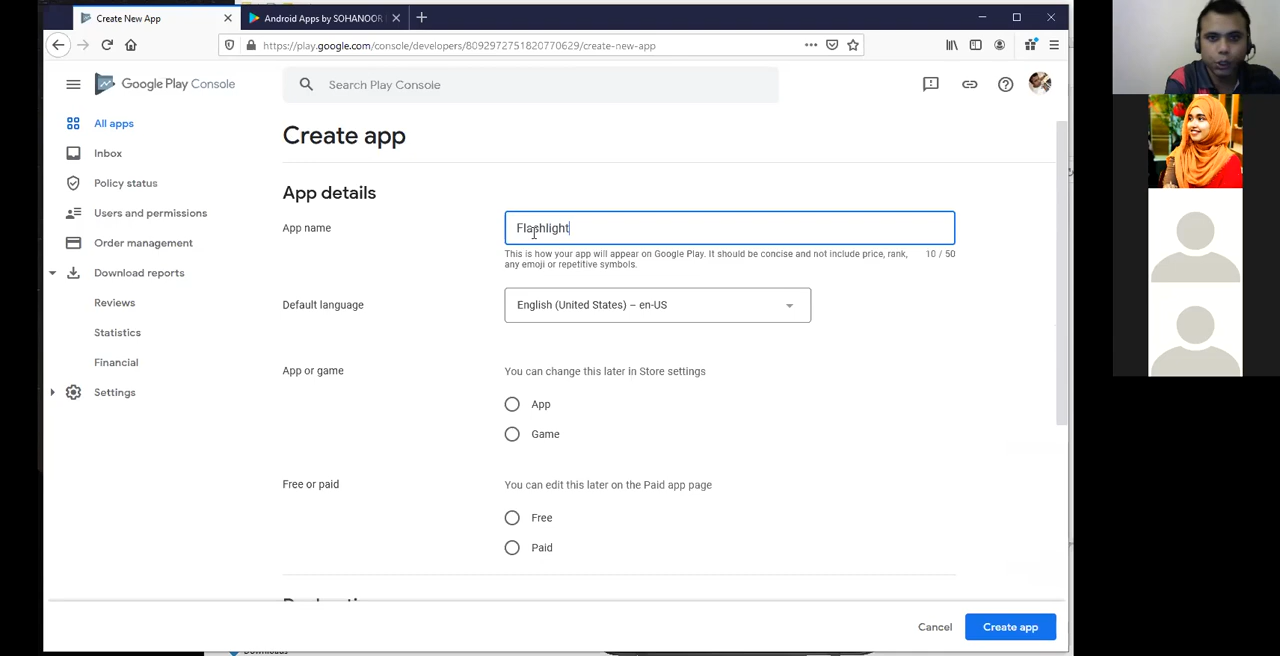 Create New App
Android Apps by SOHANOOR
https://play.google.com/console/developers/8092972751820770629/create-new-app
Google Play Console
Search Play Console
All apps
Inbox
Policy status
Users and permissions
Order management
Download reports
Reviews
Statistics
Financial
Settings
Create app
App details
App name
Flashlight
This is how your app will appear on Google Play. It should be concise and not include price, rank,
any emoji or repetitive symbols.
10 / 50
Default language
English (United States) – en-US
App or game
You can change this later in Store settings
App
Game
Free or paid
You can edit this later on the Paid app page
Free
Paid
Cancel
Create app